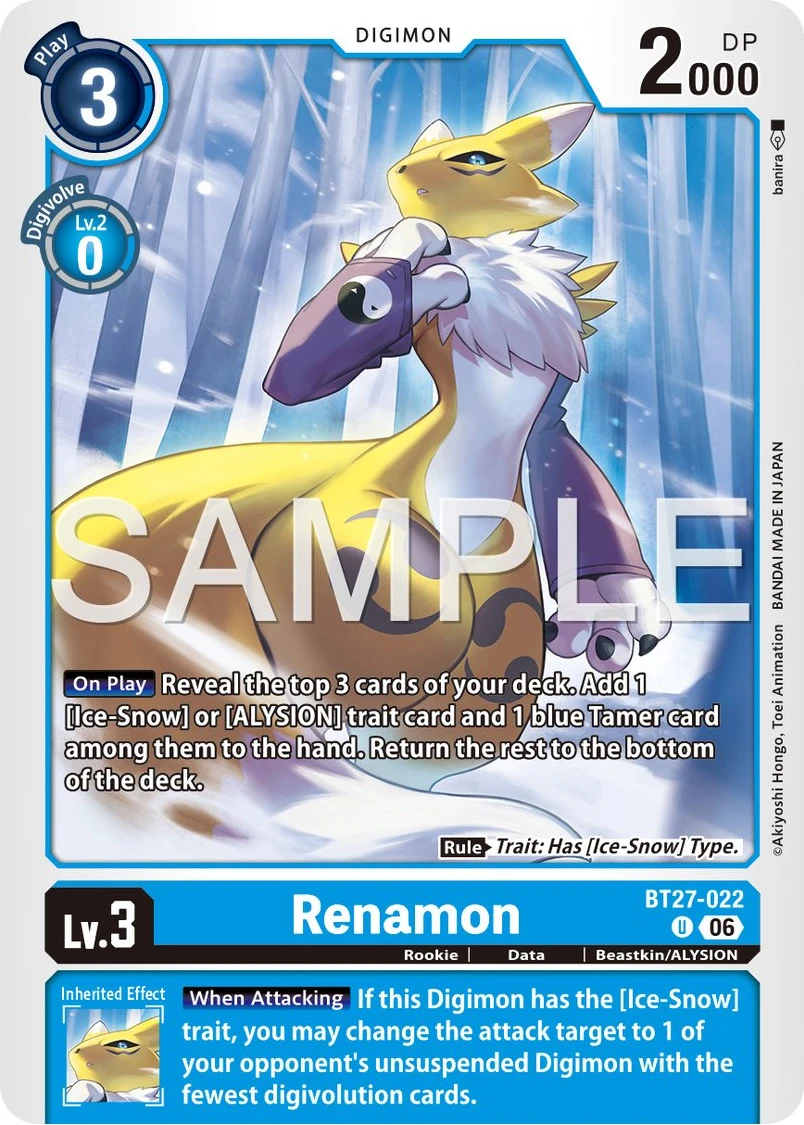 Play
3
DIGIMON
DP
2000
Digivolve
Lv.2
0
banira
SAMPLE
On Play Reveal the top 3 cards of your deck. Add 1
[Ice-Snow] or [ALYSION] trait card and 1 blue Tamer card
among them to the hand. Return the rest to the bottom
of the deck.
Rule Trait: Has [Ice-Snow] Type.
©Akiyoshi Hongo, Toei Animation BANDAI MADE IN JAPAN
Lv.3
Renamon
BT27-022
U 06
Rookie | Data | Beastkin/ALYSION
Inherited Effect
When Attacking If this Digimon has the [Ice-Snow]
trait, you may change the attack target to 1 of
your opponent's unsuspended Digimon with the
fewest digivolution cards.